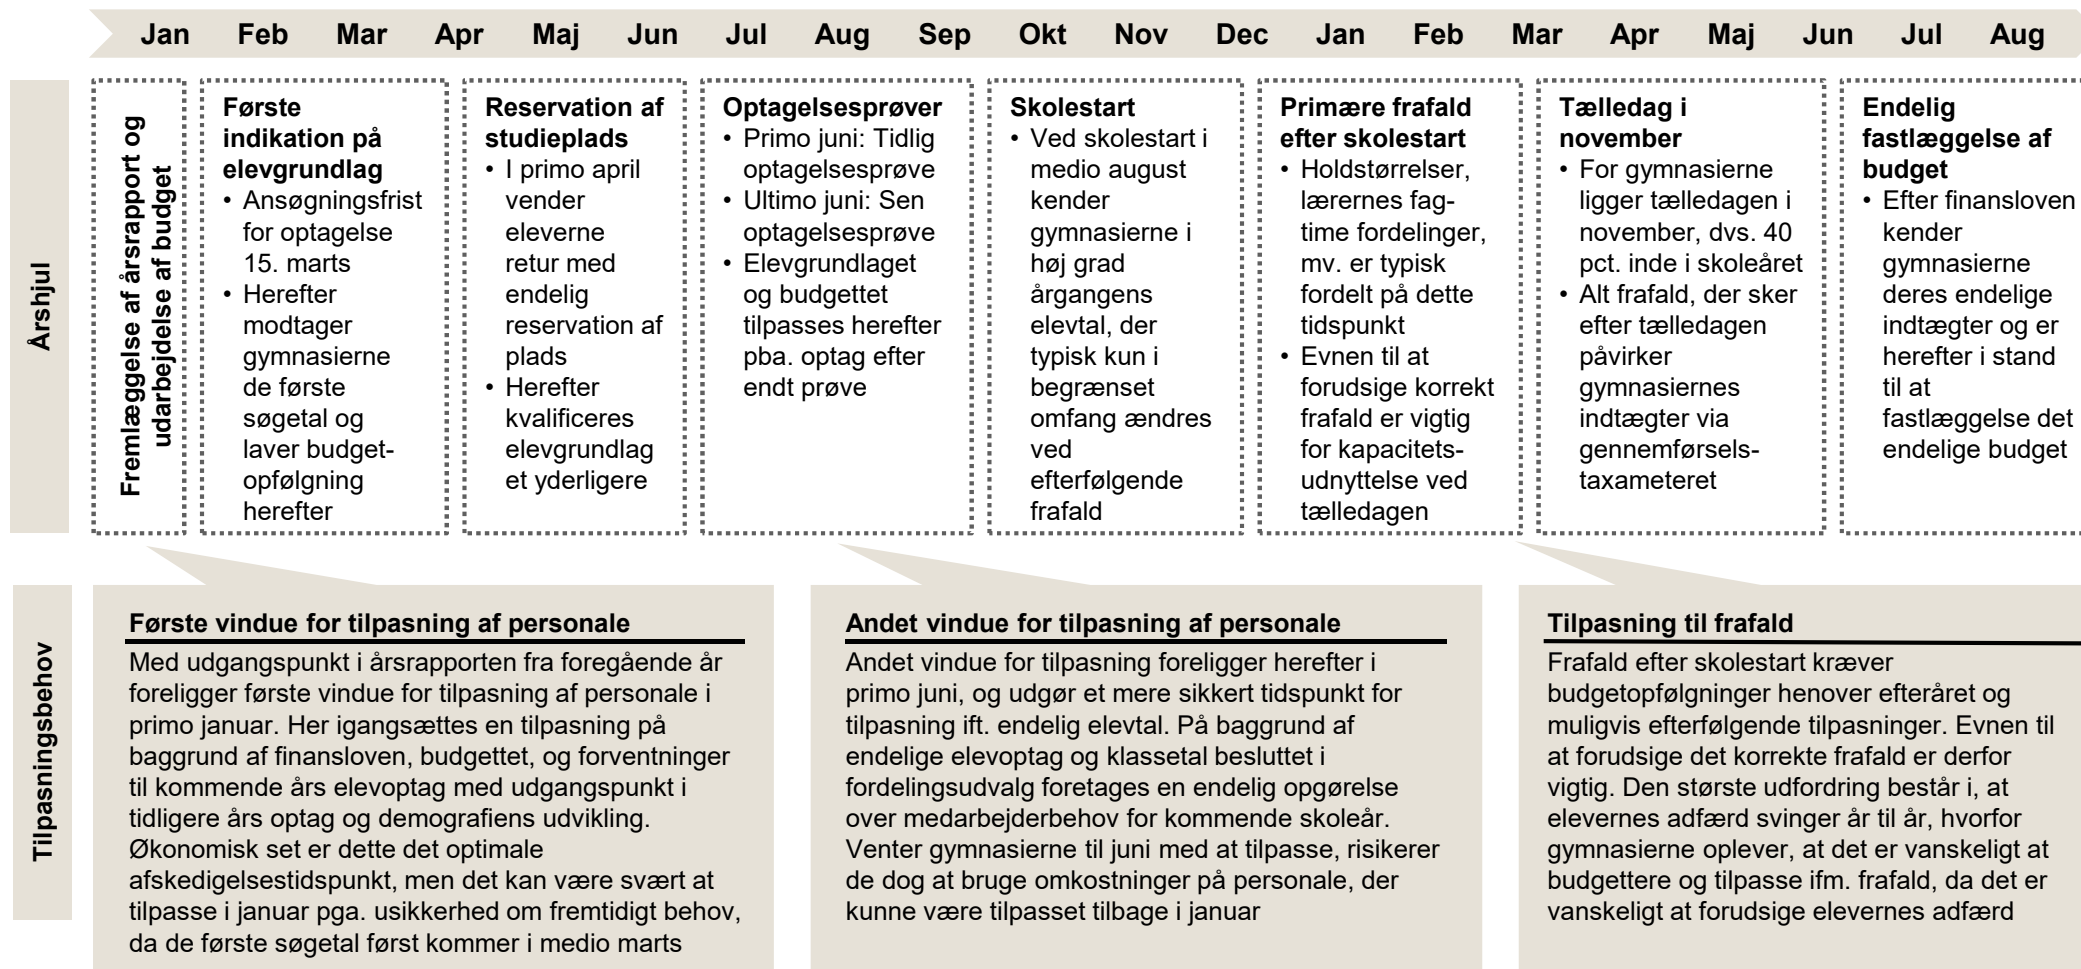 Jan Feb Mar Apr Maj Jun Jul Aug Sep Okt Nov Dec Jan Feb Mar Apr Maj Jun Jul Aug
Årshjul
Fremlæggelse af årsrapport og
udarbejdelse af budget
Første
indikation på
elevgrundlag
• Ansøgningsfrist
for optagelse
15. marts
• Herefter
modtager
gymnasierne
de første
søgetal og
laver budget-
opfølgning
herefter
Reservation af
studieplads
• I primo april
vender
eleverne
retur med
endelig
reservation af
plads
• Herefter
kvalificeres
elevgrundlag
et yderligere
Optagelsesprøver
• Primo juni: Tidlig
optagelsesprøve
• Ultimo juni: Sen
optagelsesprøve
• Elevgrundlaget
og budgettet
tilpasses herefter
pba. optag efter
endt prøve
Skolestart
• Ved skolestart i
medio august
kender
gymnasierne i
høj grad
årgangens
elevtal, der
typisk kun i
begrænset
omfang ændres
ved
efterfølgende
frafald
Primære frafald
efter skolestart
• Holdstørrelser,
lærernes fag-
time fordelinger,
mv. er typisk
fordelt på dette
tidspunkt
• Evnen til at
forudsige korrekt
frafald er vigtig
for kapacitets-
udnyttelse ved
tælledagen
Tælledag i
november
• For gymnasierne
ligger tælledagen i
november, dvs. 40
pct. inde i skoleåret
• Alt frafald, der sker
efter tælledagen
påvirker
gymnasiernes
indtægter via
gennemførsels-
taxameteret
Endelig
fastlæggelse af
budget
• Efter finansloven
kender
gymnasierne
deres endelige
indtægter og er
herefter i stand
til at
fastlæggelse det
endelige budget
Tilpasningsbehov
Første vindue for tilpasning af personale
Med udgangspunkt i årsrapporten fra foregående år
foreligger første vindue for tilpasning af personale i
primo januar. Her igangsættes en tilpasning på
baggrund af finansloven, budgettet, og forventninger
til kommende års elevoptag med udgangspunkt i
tidligere års optag og demografiens udvikling.
Økonomisk set er dette det optimale
afskedigelsestidspunkt, men det kan være svært at
tilpasse i januar pga. usikkerhed om fremtidigt behov,
da de første søgetal først kommer i medio marts
Andet vindue for tilpasning af personale
Andet vindue for tilpasning foreligger herefter i
primo juni, og udgør et mere sikkert tidspunkt for
tilpasning ift. endelig elevtal. På baggrund af
endelige elevoptag og klassetal besluttet i
fordelingsudvalg foretages en endelig opgørelse
over medarbejderbehov for kommende skoleår.
Venter gymnasierne til juni med at tilpasse, risikerer
de dog at bruge omkostninger på personale, der
kunne være tilpasset tilbage i januar
Tilpasning til frafald
Frafald efter skolestart kræver
budgetopfølgninger henover efteråret og
muligvis efterfølgende tilpasninger. Evnen til
at forudsige det korrekte frafald er derfor
vigtig. Den største udfordring består i, at
elevernes adfærd svinger år til år, hvorfor
gymnasierne oplever, at det er vanskeligt at
budgettere og tilpasse ifm. frafald, da det er
vanskeligt at forudsige elevernes adfærd